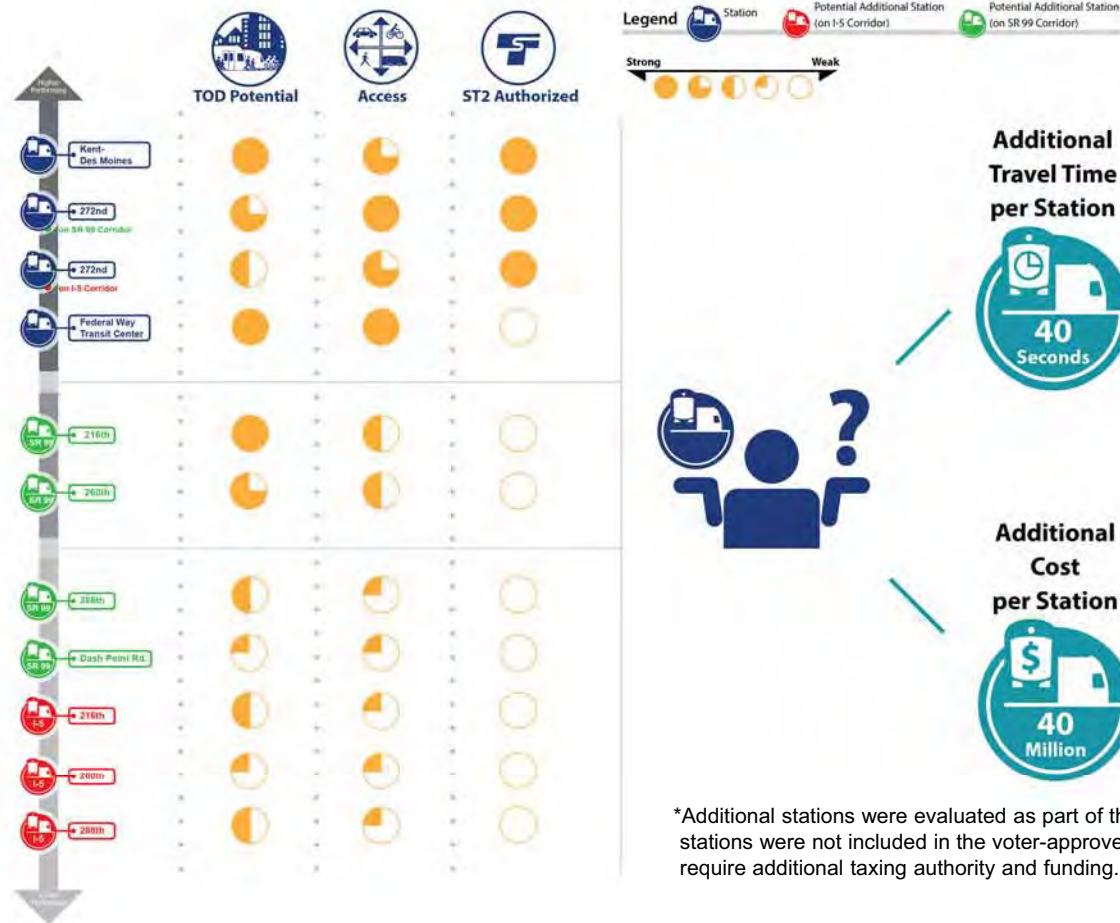 Legend
Station
Potential Additional Station
(on I-5 Corridor)
Potential Additional Station
(on SR 99 Corridor)
Strong
Weak
TOD Potential
Access
ST2 Authorized
Higher
Performing
Kent-
Des Moines
272nd
on SR 99 Corridor
272nd
on I-5 Corridor
Federal Way
Transit Center
SR 99
216th
SR 99
260th
SR 99
288th
SR 99
Dash Point Rd.
I-5
216th
I-5
260th
I-5
288th
Performing
Additional
Travel Time
per Station
40
Seconds
?
Additional
Cost
per Station
$
40
Million
*Additional stations were evaluated as part of th
stations were not included in the voter-approve
require additional taxing authority and funding.